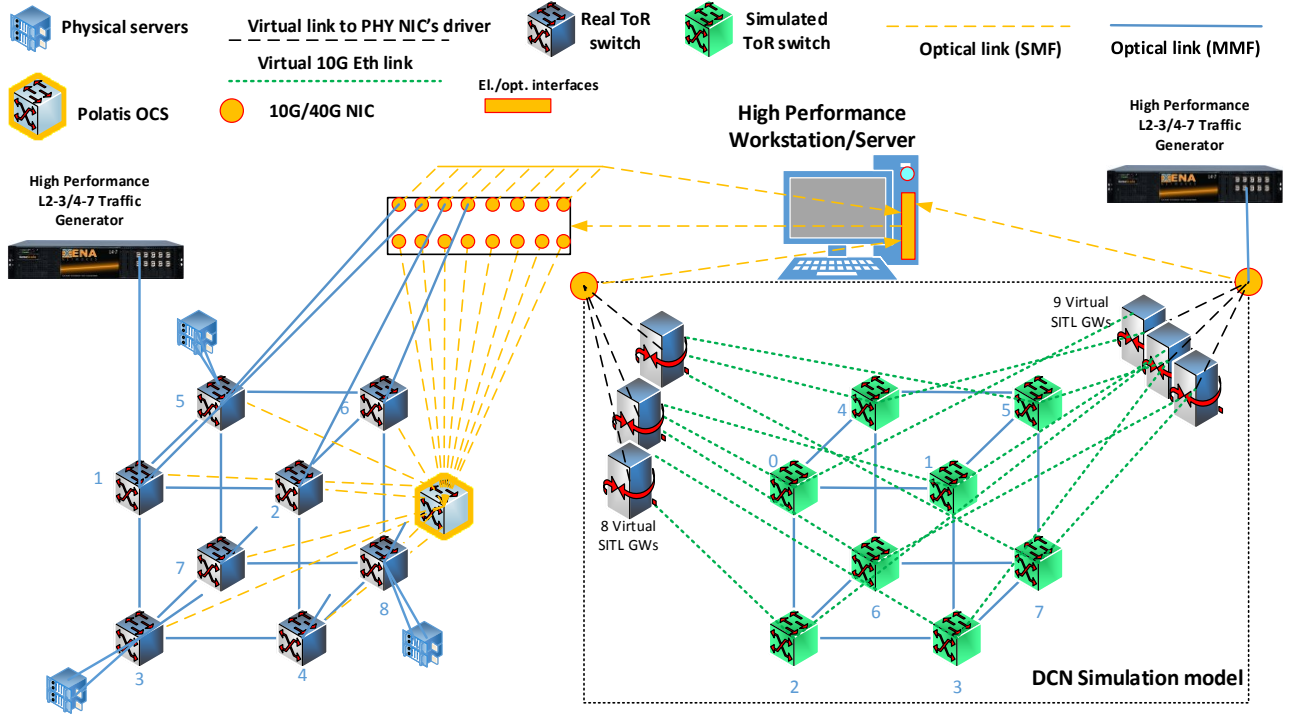 Physical servers
Virtual link to PHY NIC's driver
Virtual 10G Eth link
Real ToR
switch
Simulated
ToR switch
Optical link (SMF)
Optical link (MMF)
Polatis OCS
10G/40G NIC
El./opt. interfaces
High Performance
L2-3/4-7 Traffic
Generator
High Performance
Workstation/Server
High Performance
L2-3/4-7 Traffic
Generator
XENA
NETWORKS
XENA
NETWORKS
9 Virtual
SITL GWs
8 Virtual
SITL GWs
5
6
1
2
7
8
3
4
4
5
0
1
6
7
2
3
DCN Simulation model